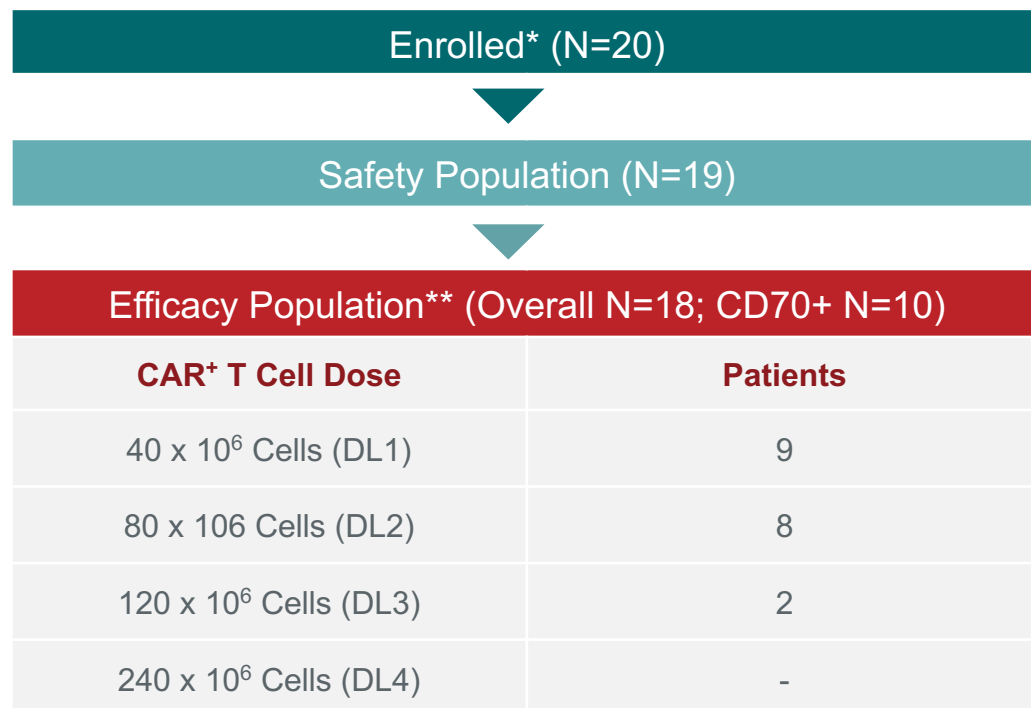 Enrolled* (N=20)
Safety Population (N=19)
Efficacy Population** (Overall N=18; CD70+ N=10)
CAR⁺ T Cell Dose Patients
40 x 10⁶ Cells (DL1) 9
80 x 106 Cells (DL2) 8
120 x 10⁶ Cells (DL3) 2
240 x 10⁶ Cells (DL4) -